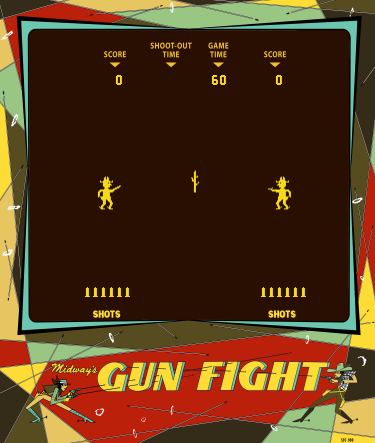 SHOOT-OUT GAME
SCORE TIME TIME SCORE
0 60 0
SHOTS SHOTS
Midway's GUN FIGHT